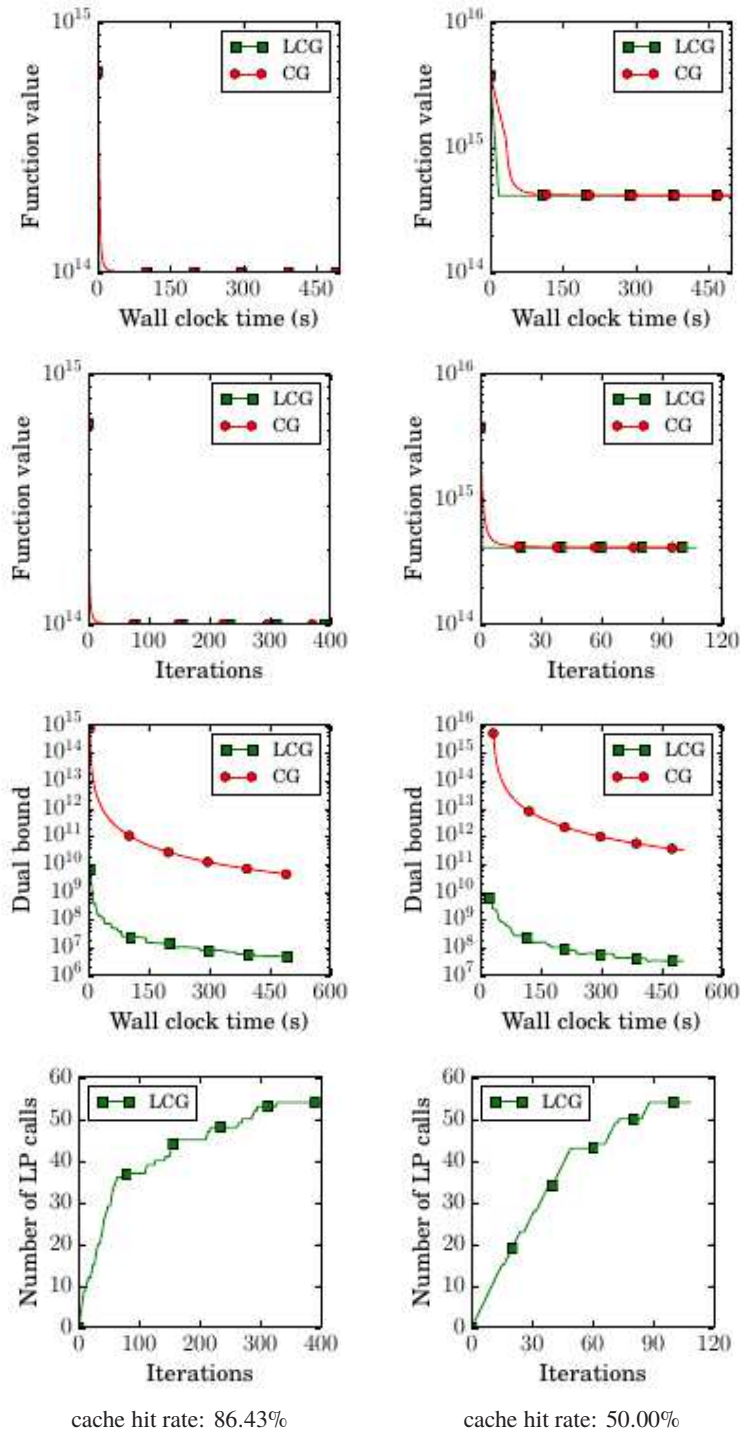 10^15
LCG
CG
Function value
10^14
0 150 300 450
Wall clock time (s)
10^16
LCG
CG
Function value
10^15
10^14
0 150 300 450
Wall clock time (s)
10^15
LCG
CG
Function value
10^14
0 100 200 300 400
Iterations
10^16
LCG
CG
Function value
10^15
10^14
0 30 60 90 120
Iterations
10^15
10^14
10^13
10^12
10^11
10^10
10^9
10^8
10^7
10^6
LCG
CG
Dual bound
0 150 300 450 600
Wall clock time (s)
10^16
10^15
10^14
10^13
10^12
10^11
10^10
10^9
10^8
10^7
LCG
CG
Dual bound
0 150 300 450 600
Wall clock time (s)
60
50
40
30
20
10
0
LCG
Number of LP calls
0 100 200 300 400
Iterations
cache hit rate: 86.43%
60
50
40
30
20
10
0
LCG
Number of LP calls
0 30 60 90 120
Iterations
cache hit rate: 50.00%